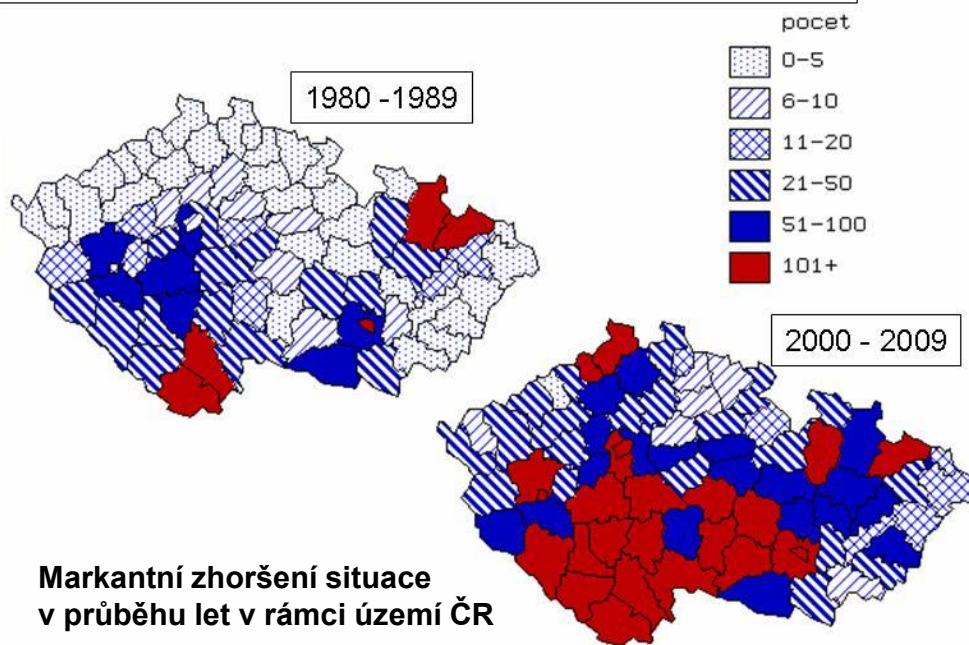 pocet
0-5
6-10
11-20
21-50
51-100
101+
1980 -1989
2000 - 2009
Markantní zhoršení situace
v průběhu let v rámci území ČR